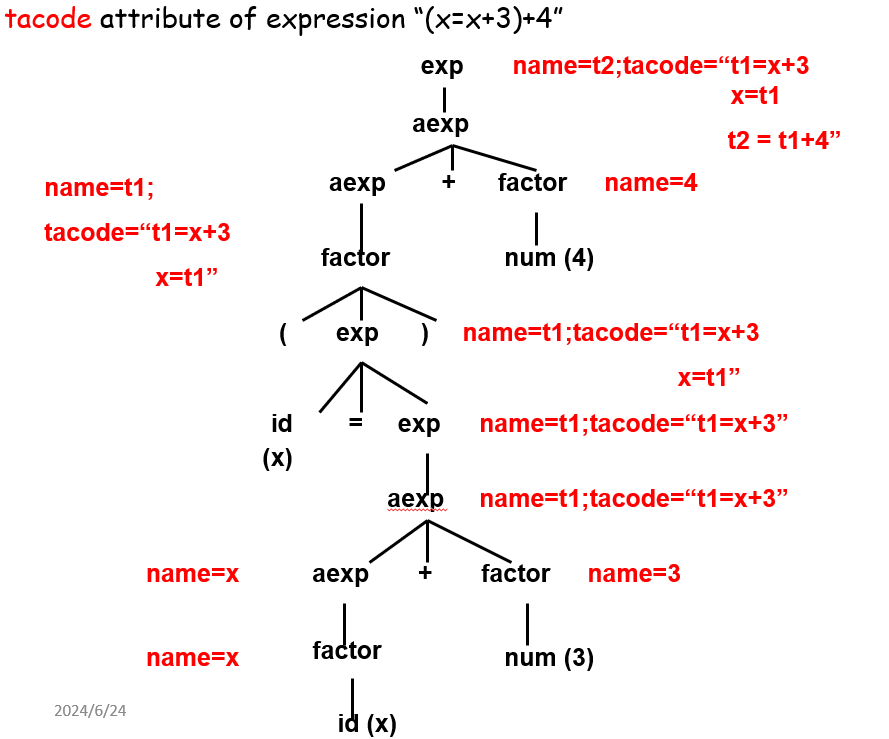 tacode attribute of expression “(x=x+3)+4”
exp name=t2;tacode=“t1=x+3
x=t1
aexp
t2 = t1+4”
name=t1; aexp + factor name=4
tacode=“t1=x+3
factor num (4)
x=t1”
( exp ) name=t1;tacode=“t1=x+3
x=t1”
id = exp name=t1;tacode=“t1=x+3”
(x)
aexp name=t1;tacode=“t1=x+3”
name=x aexp + factor name=3
name=x factor num (3)
2024/6/24
id (x)